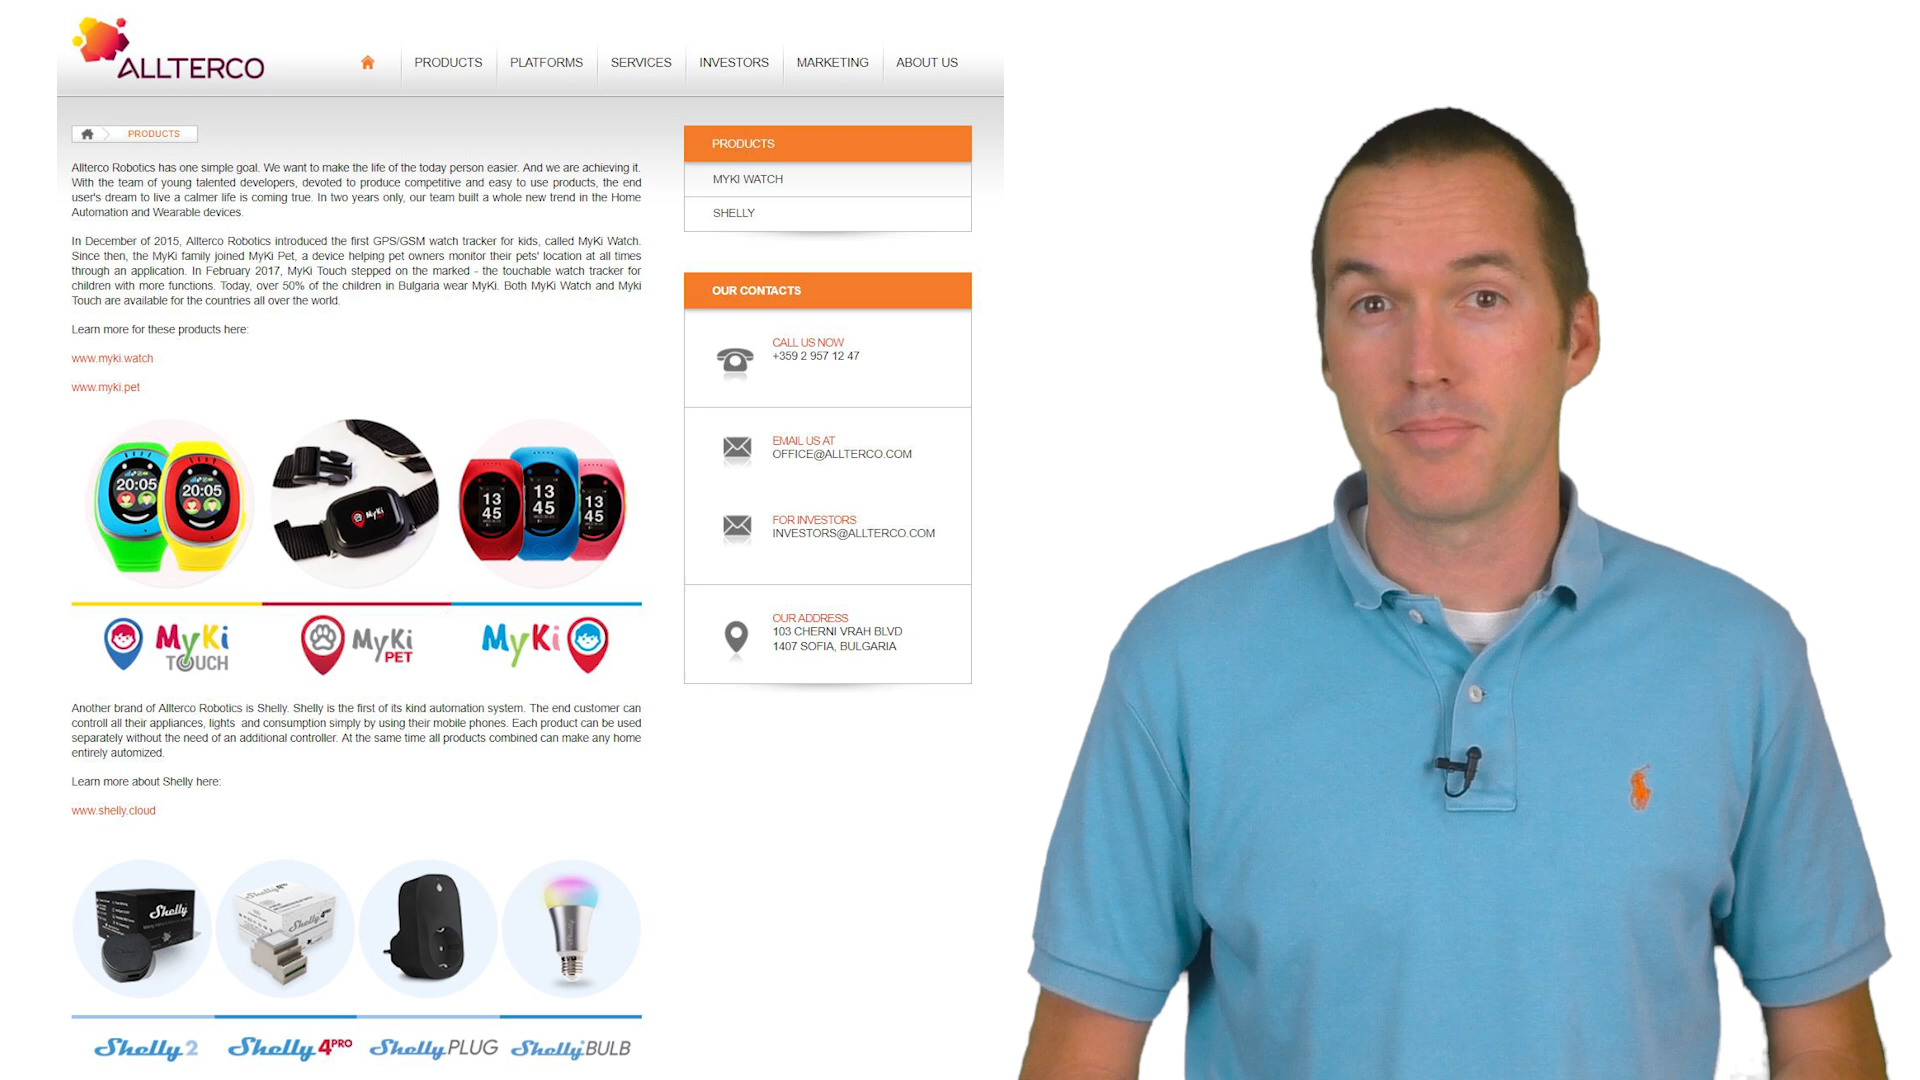 ALLTERCO
PRODUCTS
PLATFORMS
SERVICES
INVESTORS
MARKETING
ABOUT US
PRODUCTS
Allterco Robotics has one simple goal. We want to make the life of the today person easier. And we are achieving it.
With the team of young talented developers, devoted to produce competitive and easy to use products, the end
user's dream to live a calmer life is coming true. In two years only, our team built a whole new trend in the Home
Automation and Wearable devices.
In December of 2015, Allterco Robotics introduced the first GPS/GSM watch tracker for kids, called MyKi Watch.
Since then, the MyKi family joined MyKi Pet, a device helping pet owners monitor their pets' location at all times
through an application. In February 2017, MyKi Touch stepped on the marked - the touchable watch tracker for
children with more functions. Today, over 50% of the children in Bulgaria wear MyKi. Both MyKi Watch and Myki
Touch are available for the countries all over the world.
Learn more for these products here:
www.myki.watch
www.myki.pet
20:05
20:05
MyKi
13
45
13
45
13
45
MyKi
TOUCH
MyKi
PET
MyKi
Another brand of Allterco Robotics is Shelly. Shelly is the first of its kind automation system. The end customer can
controll all their appliances, lights and consumption simply by using their mobile phones. Each product can be used
separately without the need of an additional controller. At the same time all products combined can make any home
entirely automized.
Learn more about Shelly here:
www.shelly.cloud
Shelly
Shelly 4PRO
Shelly 4PRO
Shelly 2
Shelly 4PRO
Shelly PLUG
Shelly BULB
PRODUCTS
MYKI WATCH
SHELLY
OUR CONTACTS
CALL US NOW
+359 2 957 12 47
EMAIL US AT
OFFICE@ALLTERCO.COM
FOR INVESTORS
INVESTORS@ALLTERCO.COM
OUR ADDRESS
103 CHERNI VRAH BLVD
1407 SOFIA, BULGARIA